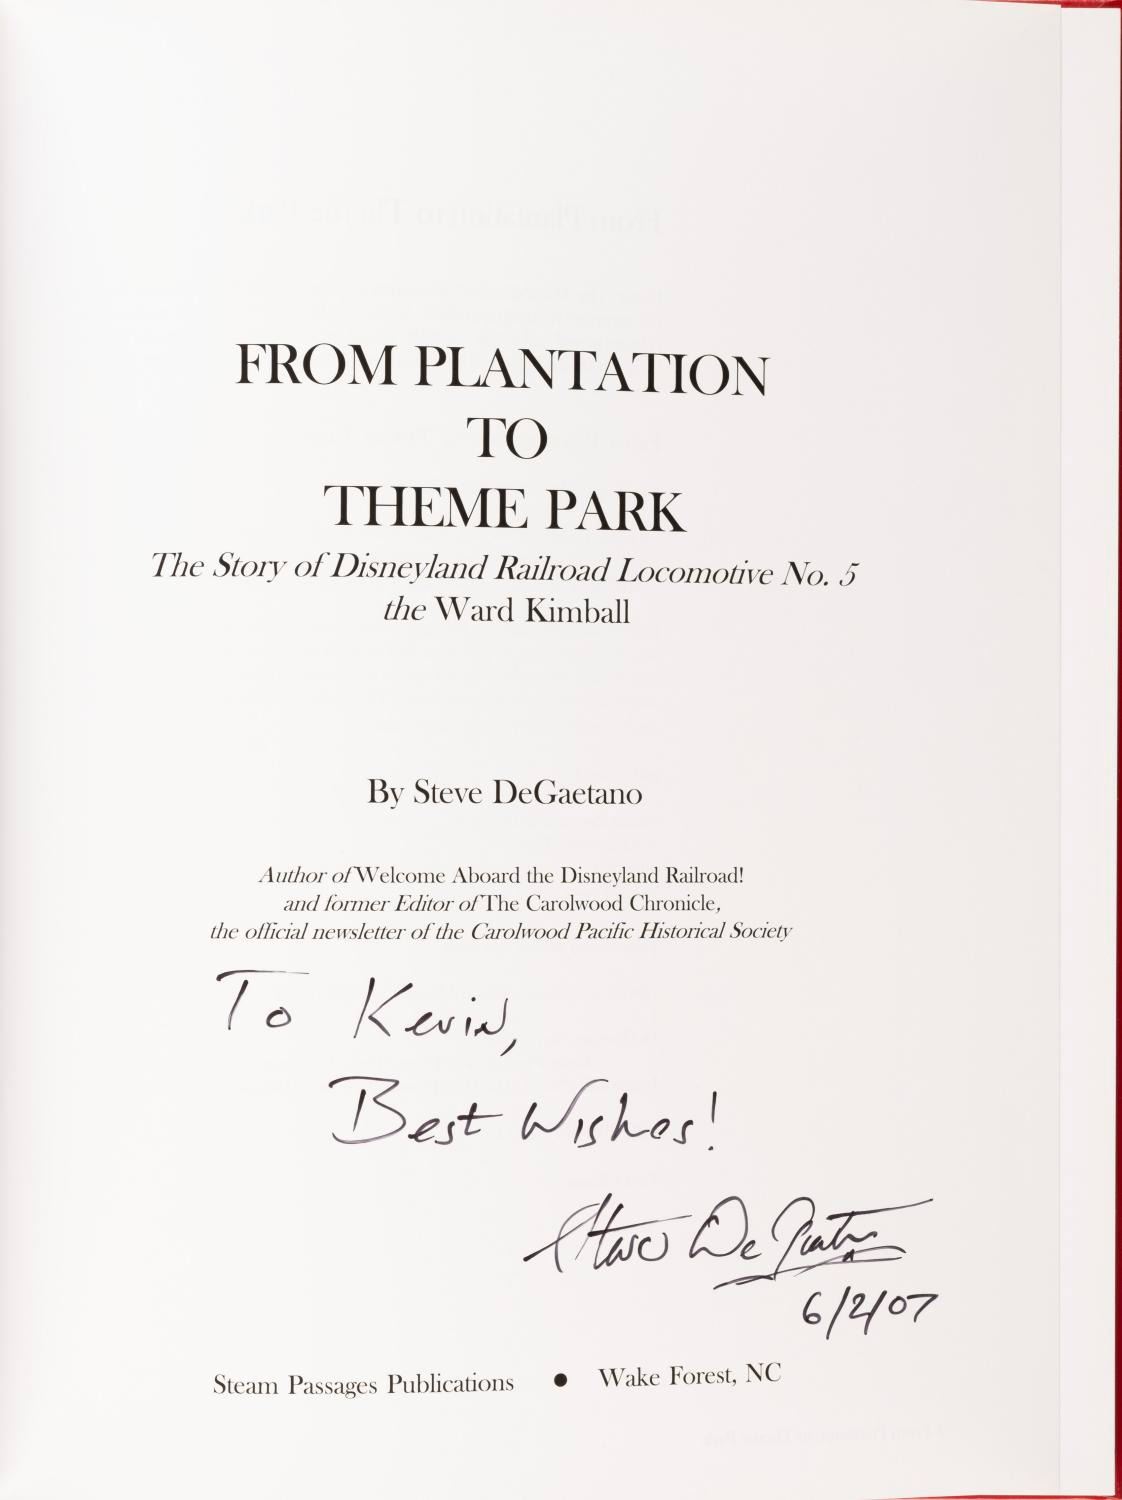 FROM PLANTATION
TO
THEME PARK
The Story of Disneyland Railroad Locomotive No. 5
the Ward Kimball
By Steve DeGaetano
Author of Welcome Aboard the Disneyland Railroad!
and former Editor of The Carolwood Chronicle,
the official newsletter of the Carolwood Pacific Historical Society
To Kevin,
Best Wishes!
Steve DeGaetano
6/2/07
Steam Passages Publications ● Wake Forest, NC